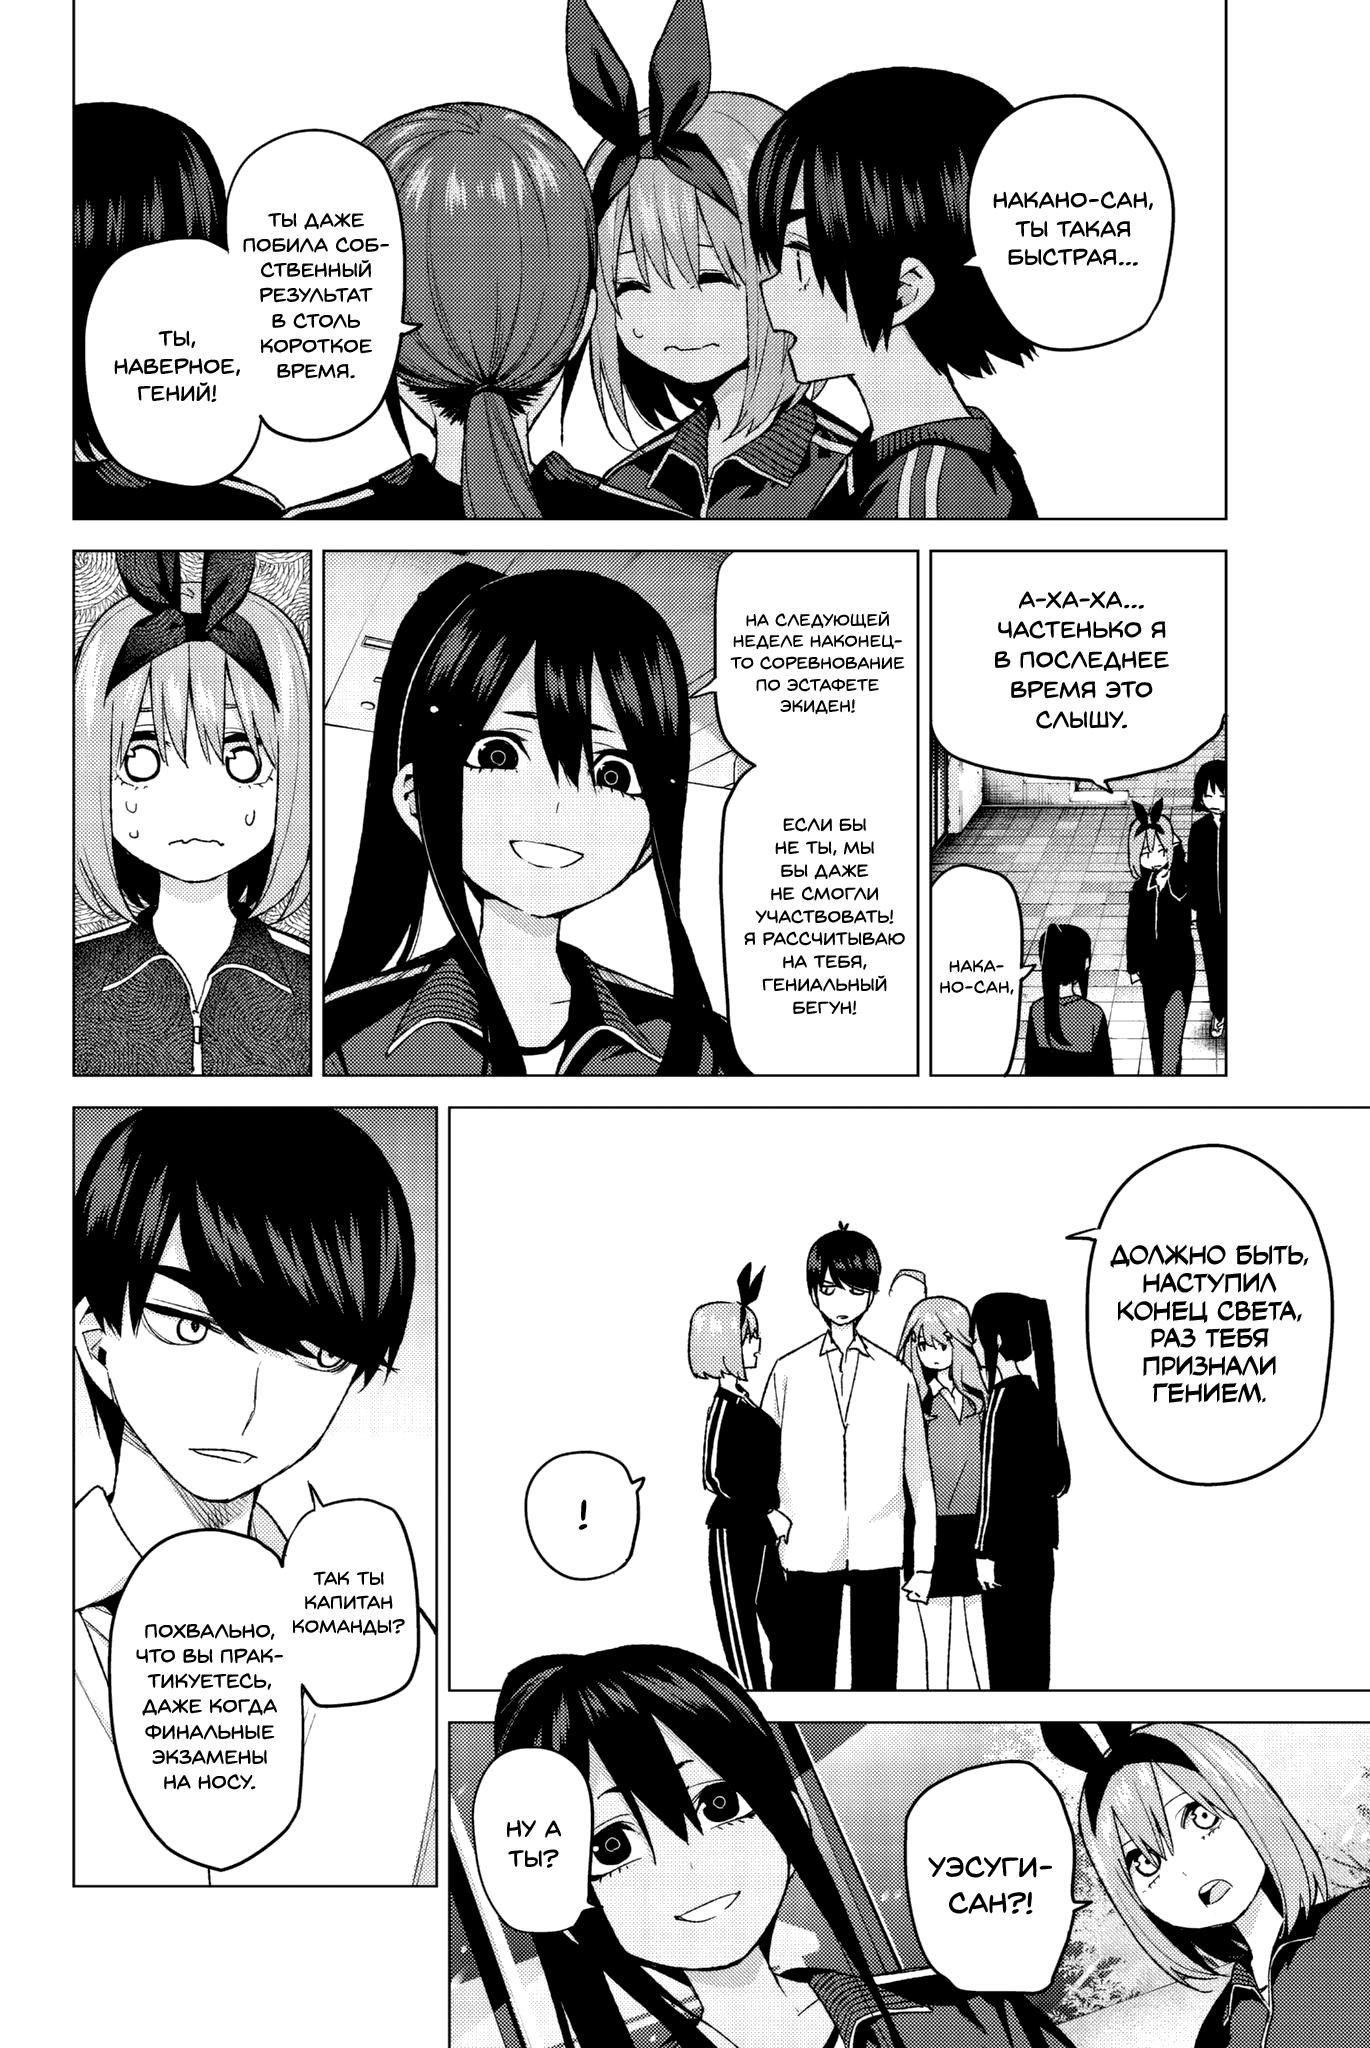 НАКАНО-САН,
ТЫ ТАКАЯ
БЫСТРАЯ...
ТЫ ДАЖЕ
ПОБИЛА СОБ-
СТВЕННЫЙ
РЕЗУЛЬТАТ
В СТОЛЬ
КОРОТКОЕ
ВРЕМЯ.
ТЫ,
НАВЕРНОЕ,
ГЕНИЙ!
А-ХА-ХА...
ЧАСТЕНЬКО Я
В ПОСЛЕДНЕЕ
ВРЕМЯ ЭТО
СЛЫШУ.
НАКА-
НО-САН,
НА СЛЕДУЮЩЕЙ
НЕДЕЛЕ НАКОНЕЦ-
ТО СОРЕВНОВАНИЕ
ПО ЭСТАФЕТЕ
ЭКИДЕН!
ЕСЛИ БЫ
НЕ ТЫ, МЫ
БЫ ДАЖЕ
НЕ СМОГЛИ
УЧАСТВОВАТЬ!
Я РАССЧИТЫВАЮ
НА ТЕБЯ,
ГЕНИАЛЬНЫЙ
БЕГУН!
ДОЛЖНО БЫТЬ,
НАСТУПИЛ
КОНЕЦ СВЕТА,
РАЗ ТЕБЯ
ПРИЗНАЛИ
ГЕНИЕМ.
!
УЭСУГИ-
САН?!
НУ А
ТЫ?
ТАК ТЫ
КАПИТАН
КОМАНДЫ?
ПОХВАЛЬНО,
ЧТО ВЫ ПРАК-
ТИКУЕТЕСЬ,
ДАЖЕ КОГДА
ФИНАЛЬНЫЕ
ЭКЗАМЕНЫ
НА НОСУ.